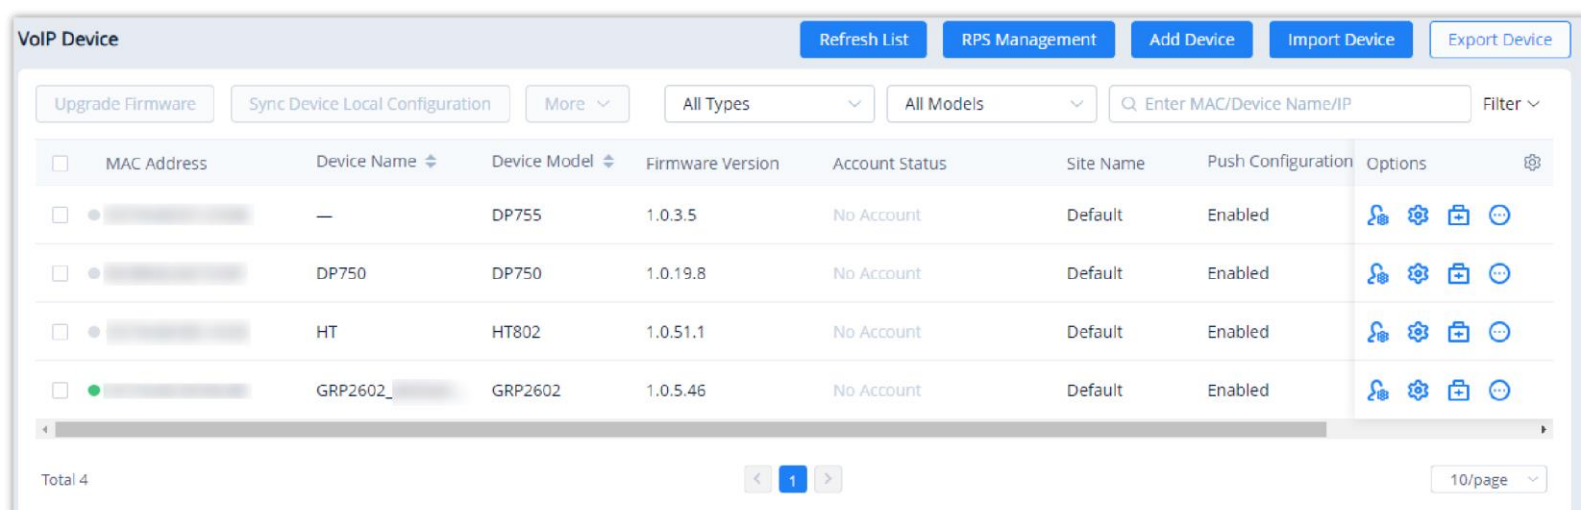 VoIP Device Refresh List RPS Management Add Device Import Device Export Device
Upgrade Firmware Sync Device Local Configuration More All Types All Models Enter MAC/Device Name/IP Filter
MAC Address Device Name Device Model Firmware Version Account Status Site Name Push Configuration Options
— DP755 1.0.3.5 No Account Default Enabled
DP750 DP750 1.0.19.8 No Account Default Enabled
HT HT802 1.0.51.1 No Account Default Enabled
GRP2602_ ... GRP2602 1.0.5.46 No Account Default Enabled
Total 4 < 1 > 10/page